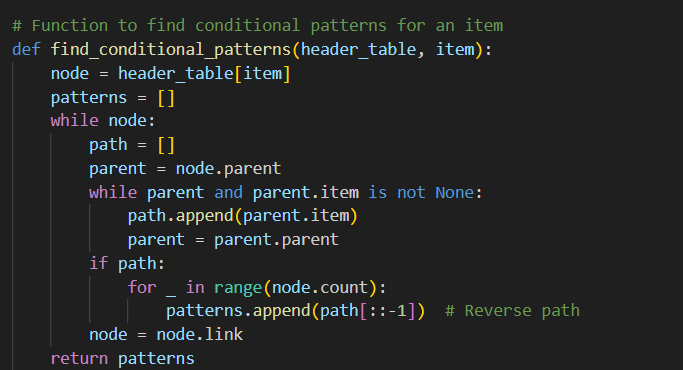 # Function to find conditional patterns for an item
def find_conditional_patterns(header_table, item):
    node = header_table[item]
    patterns = []
    while node:
        path = []
        parent = node.parent
        while parent and parent.item is not None:
            path.append(parent.item)
            parent = parent.parent
        if path:
            for _ in range(node.count):
                patterns.append(path[::-1])  # Reverse path
        node = node.link
    return patterns